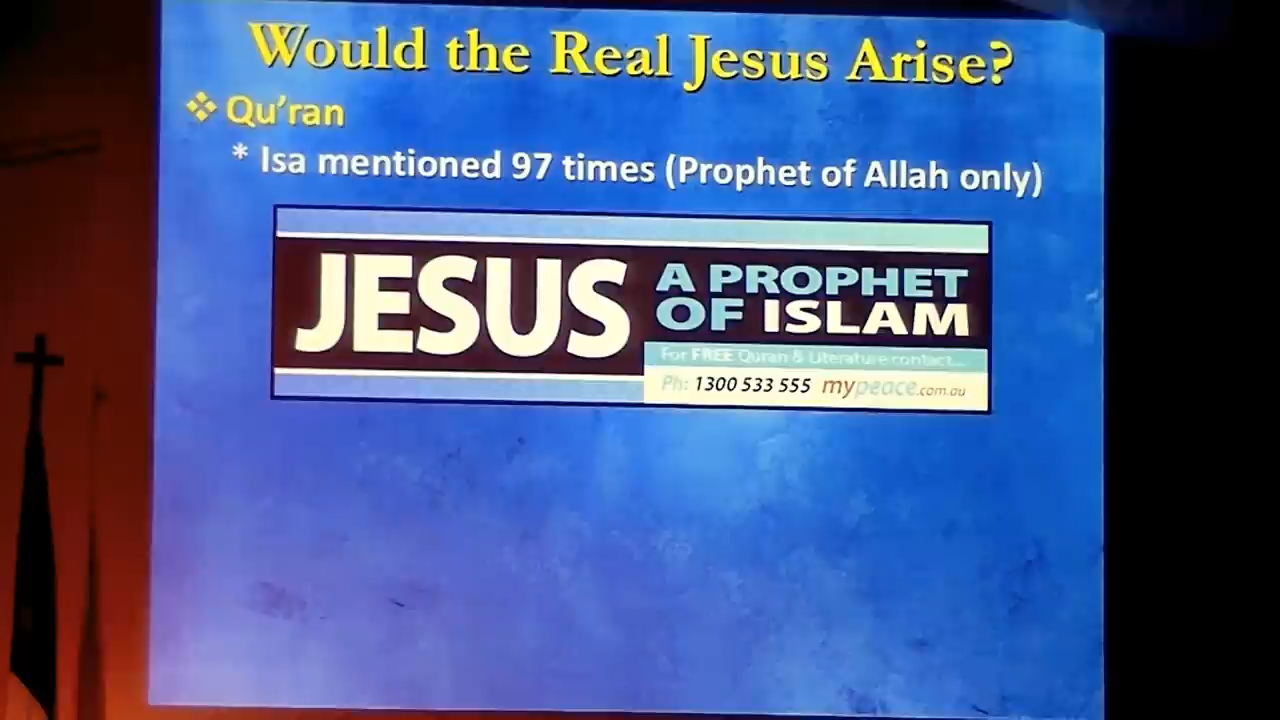 Would the Real Jesus Arise?
❖ Qu'ran
* Isa mentioned 97 times (Prophet of Allah only)
JESUS
A PROPHET
OF ISLAM
For FREE Quran & Literature contact...
Ph: 1300 533 555 mypeace.com.au